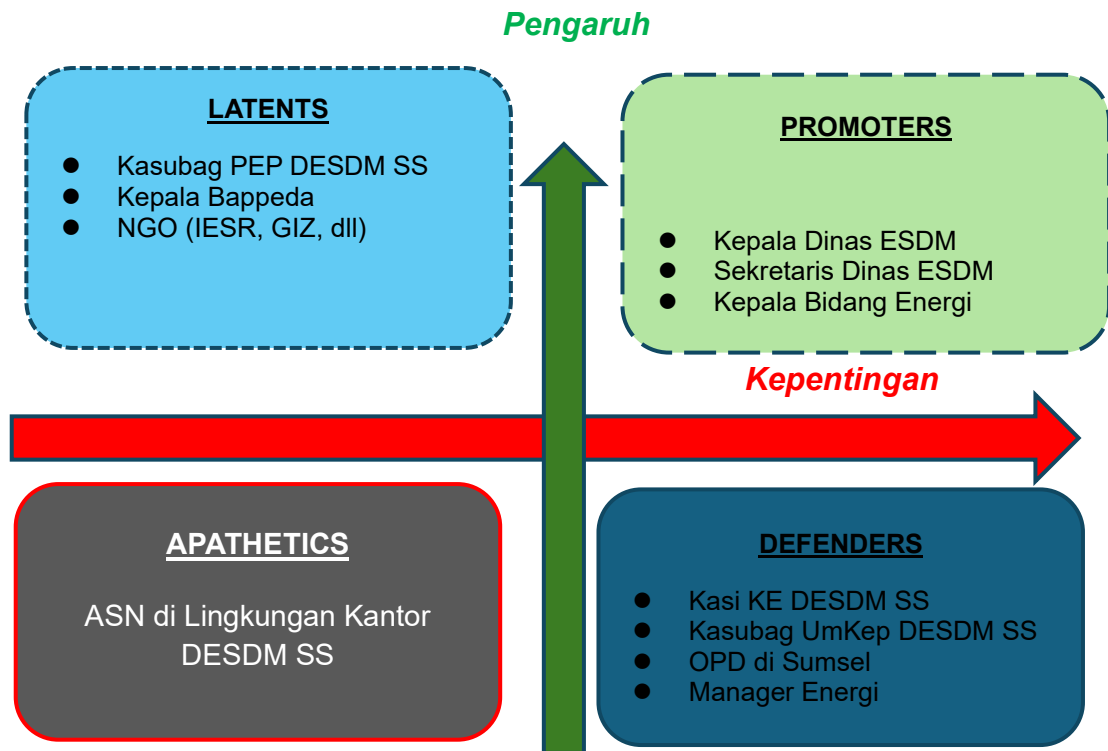 Pengaruh
LATENTS
● Kasubag PEP DESDM SS
● Kepala Bappeda
● NGO (IESR, GIZ, dll)
PROMOTERS
● Kepala Dinas ESDM
● Sekretaris Dinas ESDM
● Kepala Bidang Energi
Kepentingan
APATHETICS
ASN di Lingkungan Kantor
DESDM SS
DEFENDERS
● Kasi KE DESDM SS
● Kasubag UmKep DESDM SS
● OPD di Sumsel
● Manager Energi